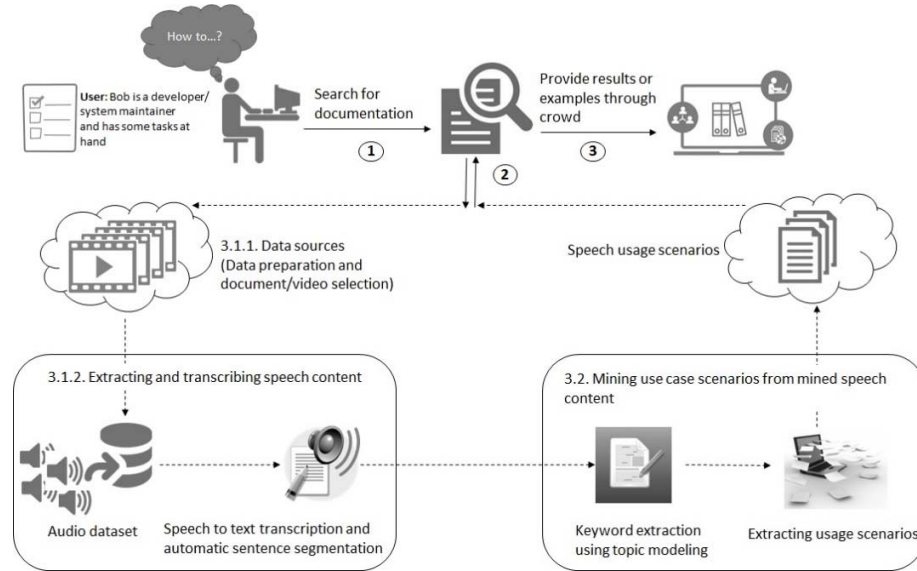 How to...?
User: Bob is a developer/
system maintainer
and has some tasks at
hand
Search for
documentation
1
2
Provide results or
examples through
crowd
3
3.1.1. Data sources
(Data preparation and
document/video selection)
Speech usage scenarios
3.1.2. Extracting and transcribing speech content
Audio dataset
Speech to text transcription and
automatic sentence segmentation
3.2. Mining use case scenarios from mined speech
content
Keyword extraction
using topic modeling
Extracting usage scenarios